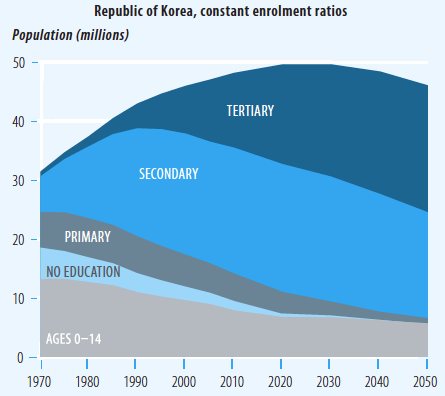 Republic of Korea, constant enrolment ratios
Population (millions)
50
40
30
20
10
0
TERTIARY
SECONDARY
PRIMARY
NO EDUCATION
AGES 0–14
1970 1980 1990 2000 2010 2020 2030 2040 2050